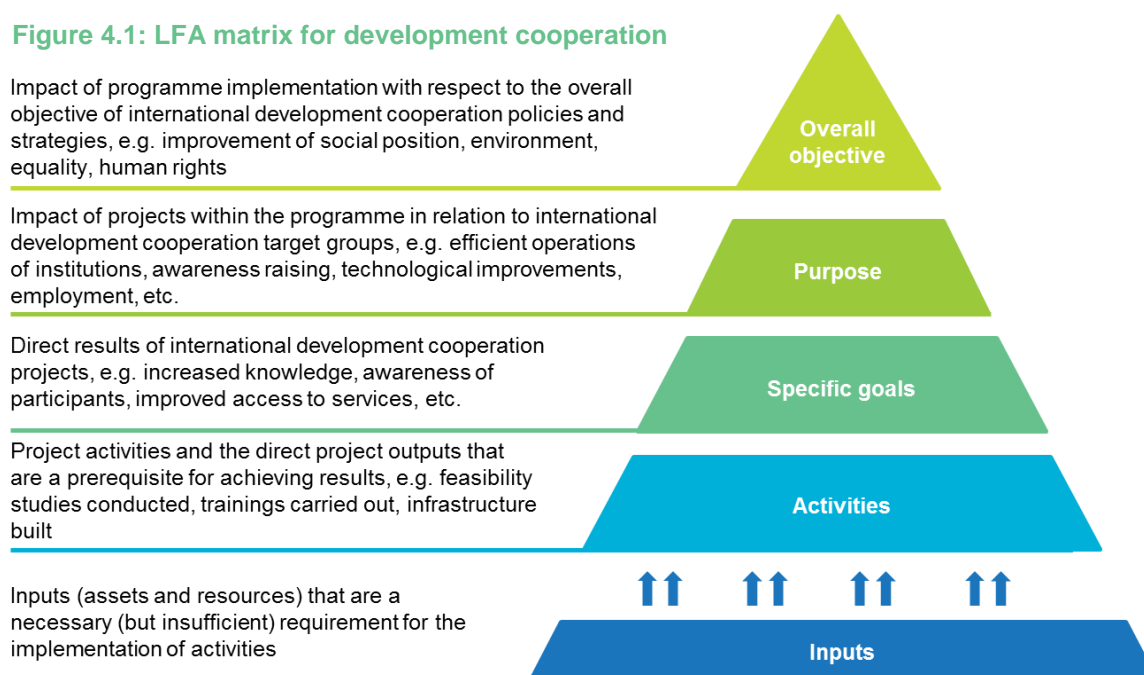 Figure 4.1: LFA matrix for development cooperation
Impact of programme implementation with respect to the overall
objective of international development cooperation policies and
strategies, e.g. improvement of social position, environment,
equality, human rights
Overall
objective
Impact of projects within the programme in relation to international
development cooperation target groups, e.g. efficient operations
of institutions, awareness raising, technological improvements,
employment, etc.
Purpose
Direct results of international development cooperation
projects, e.g. increased knowledge, awareness of
participants, improved access to services, etc.
Specific goals
Project activities and the direct project outputs that
are a prerequisite for achieving results, e.g. feasibility
studies conducted, trainings carried out, infrastructure
built
Activities
Inputs (assets and resources) that are a
necessary (but insufficient) requirement for the
implementation of activities
Inputs